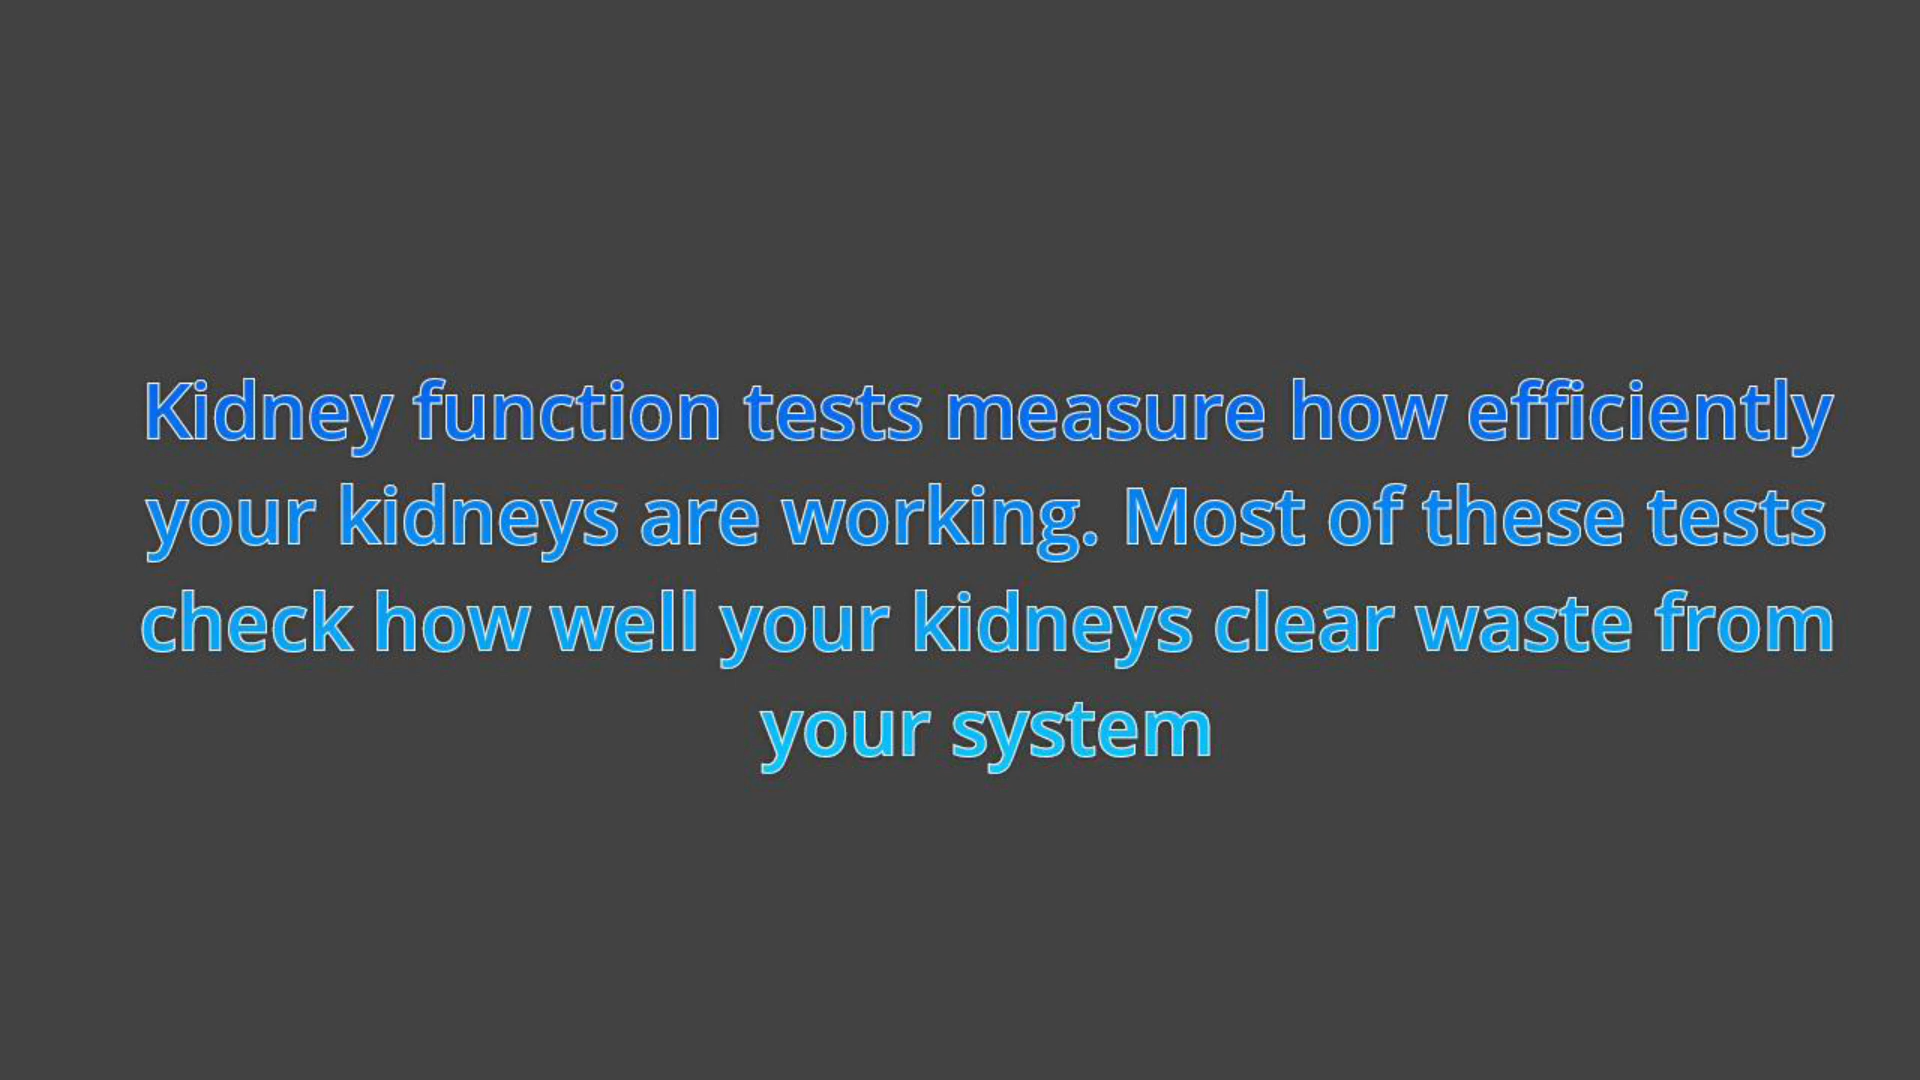 Kidney function tests measure how efficiently
your kidneys are working. Most of these tests
check how well your kidneys clear waste from
your system